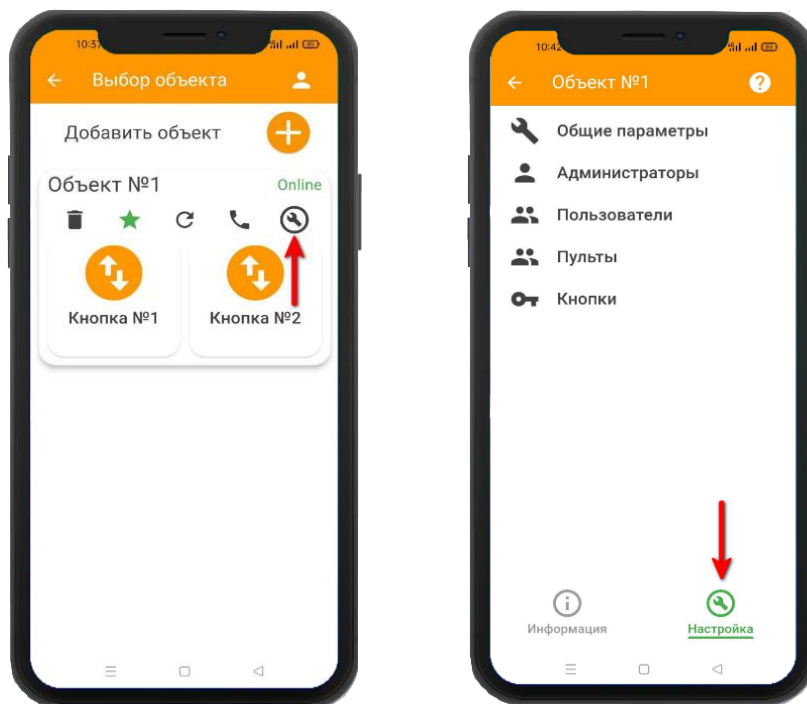 10:37
Выбор объекта
Добавить объект
Объект №1
Online
Кнопка №1
Кнопка №2
10:42
Объект №1
Общие параметры
Администраторы
Пользователи
Пульты
Кнопки
Информация
Настройка